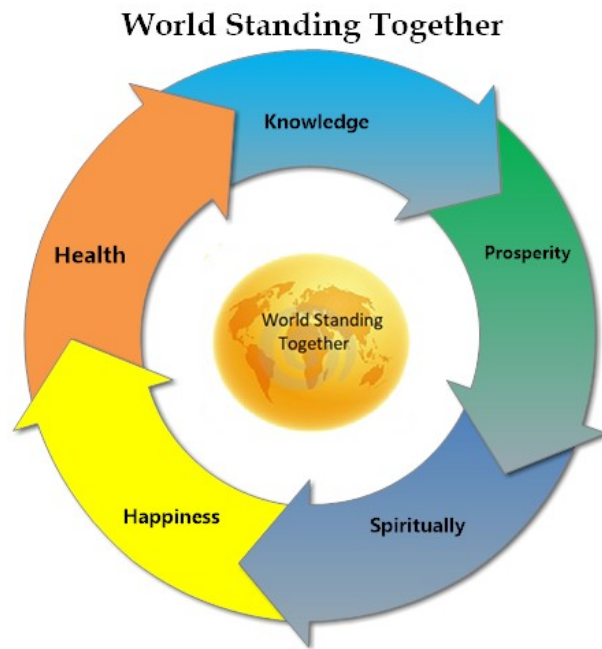 World Standing Together
Knowledge
Prosperity
Health
World Standing
Together
Happiness
Spiritually